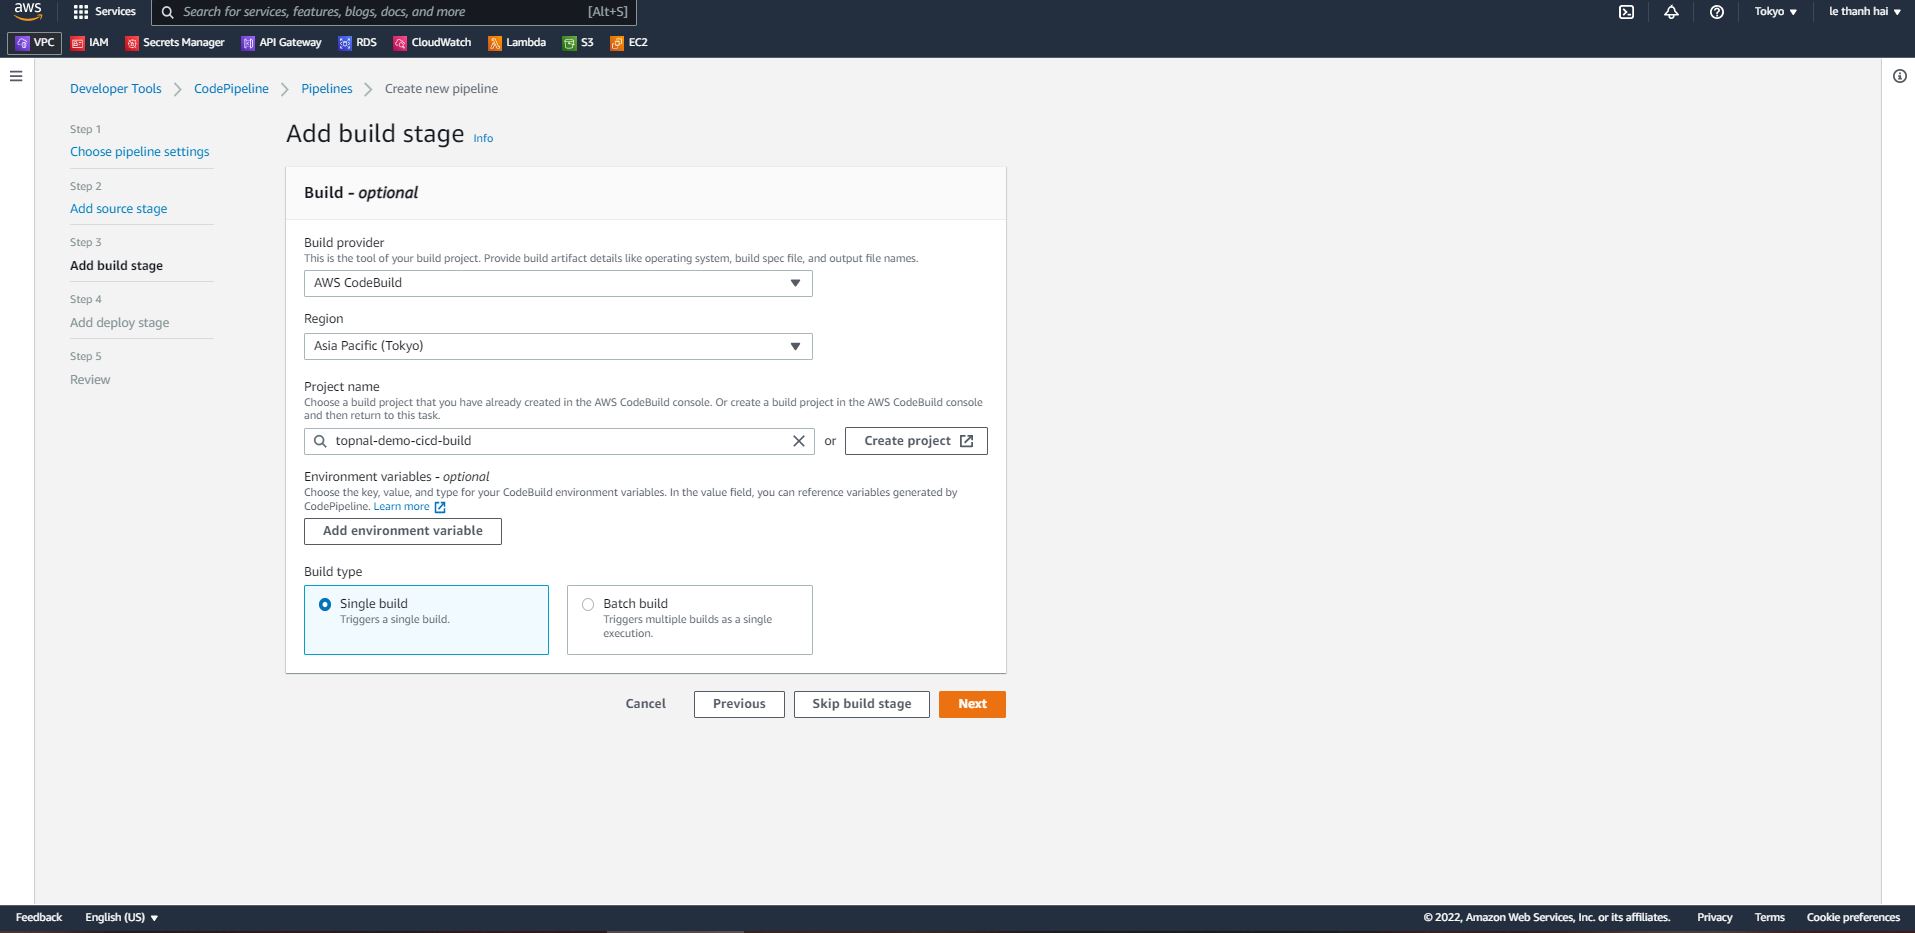 aws Services Search for services, features, blogs, docs, and more [Alt+S] Tokyo le thanh hai
VPC IAM Secrets Manager API Gateway RDS CloudWatch Lambda S3 EC2
Developer Tools CodePipeline Pipelines Create new pipeline
Step 1
Choose pipeline settings
Step 2
Add source stage
Step 3
Add build stage
Step 4
Add deploy stage
Step 5
Review
Add build stage Info
Build - optional
Build provider
This is the tool of your build project. Provide build artifact details like operating system, build spec file, and output file names.
AWS CodeBuild
Region
Asia Pacific (Tokyo)
Project name
Choose a build project that you have already created in the AWS CodeBuild console. Or create a build project in the AWS CodeBuild console
and then return to this task.
topnal-demo-cicd-build or Create project
Environment variables - optional
Choose the key, value, and type for your CodeBuild environment variables. In the value field, you can reference variables generated by
CodePipeline. Learn more
Add environment variable
Build type
Single build
Triggers a single build.
Batch build
Triggers multiple builds as a single
execution.
Cancel Previous Skip build stage Next
Feedback English (US) © 2022, Amazon Web Services, Inc. or its affiliates. Privacy Terms Cookie preferences